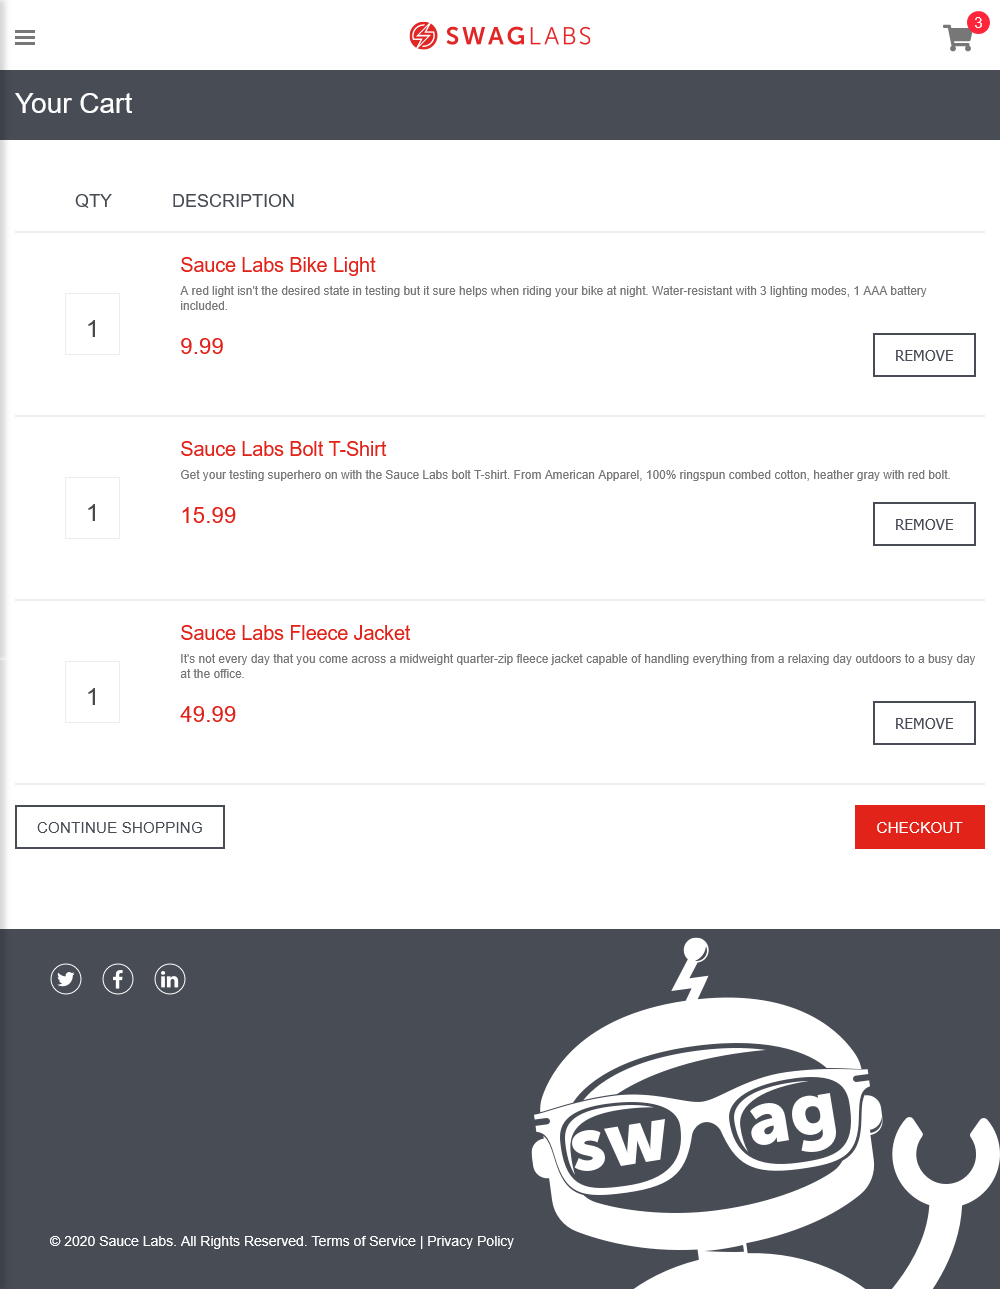 SWAGLABS
3
Your Cart
QTY DESCRIPTION
Sauce Labs Bike Light
A red light isn't the desired state in testing but it sure helps when riding your bike at night. Water-resistant with 3 lighting modes, 1 AAA battery
included.
1
9.99
REMOVE
Sauce Labs Bolt T-Shirt
Get your testing superhero on with the Sauce Labs bolt T-shirt. From American Apparel, 100% ringspun combed cotton, heather gray with red bolt.
1
15.99
REMOVE
Sauce Labs Fleece Jacket
It's not every day that you come across a midweight quarter-zip fleece jacket capable of handling everything from a relaxing day outdoors to a busy day
at the office.
1
49.99
REMOVE
CONTINUE SHOPPING CHECKOUT
swag
© 2020 Sauce Labs. All Rights Reserved. Terms of Service | Privacy Policy